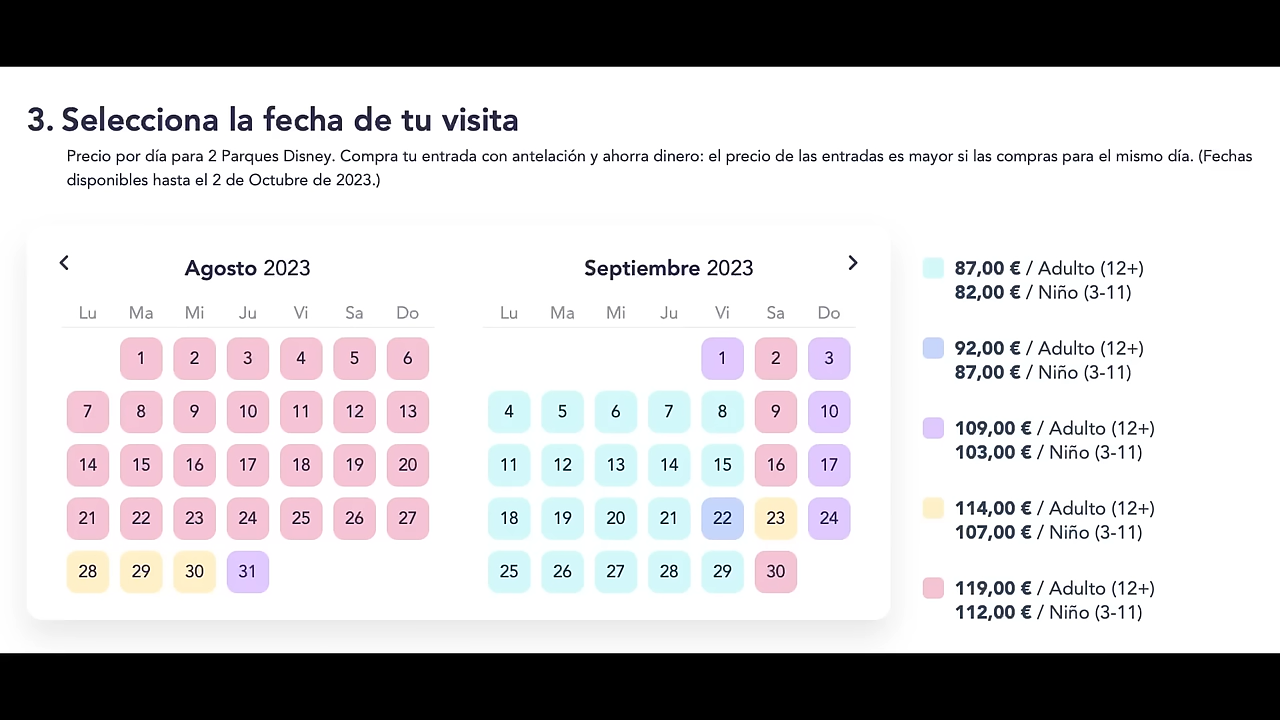 3. Selecciona la fecha de tu visita
Precio por día para 2 Parques Disney. Compra tu entrada con antelación y ahorra dinero: el precio de las entradas es mayor si las compras para el mismo día. (Fechas
disponibles hasta el 2 de Octubre de 2023.)
Agosto 2023
Lu Ma Mi Ju Vi Sa Do
1 2 3 4 5 6
7 8 9 10 11 12 13
14 15 16 17 18 19 20
21 22 23 24 25 26 27
28 29 30 31
Septiembre 2023
Lu Ma Mi Ju Vi Sa Do
1 2 3
4 5 6 7 8 9 10
11 12 13 14 15 16 17
18 19 20 21 22 23 24
25 26 27 28 29 30
87,00 € / Adulto (12+)
82,00 € / Niño (3-11)
92,00 € / Adulto (12+)
87,00 € / Niño (3-11)
109,00 € / Adulto (12+)
103,00 € / Niño (3-11)
114,00 € / Adulto (12+)
107,00 € / Niño (3-11)
119,00 € / Adulto (12+)
112,00 € / Niño (3-11)